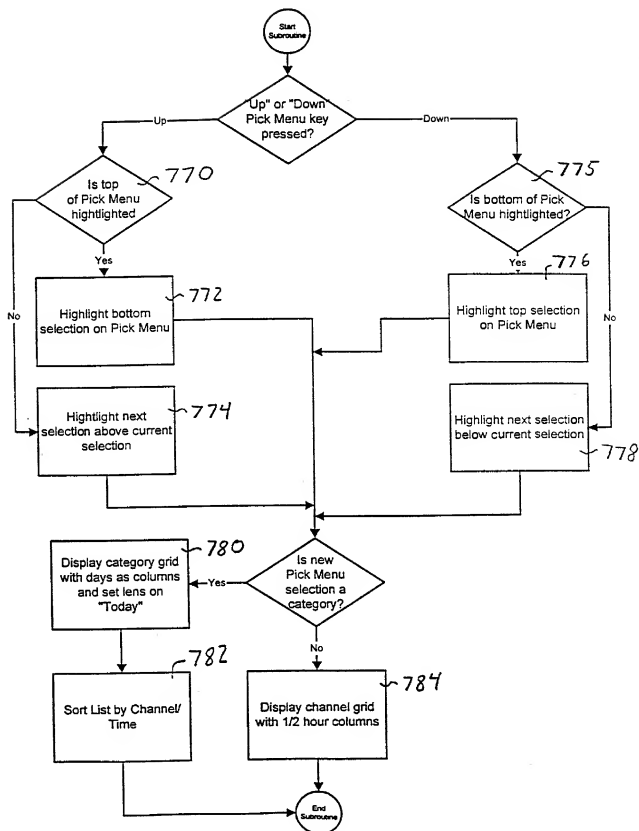 Start
Subroutine
"Up" or "Down"
Pick Menu key
pressed?
Up
Down
770
Is top
of Pick Menu
hightlighted
775
Is bottom of Pick
Menu hightlighted?
Yes
Yes
No
No
772
Highlight bottom
selection on Pick Menu
776
Highlight top selection
on Pick Menu
774
Hightlight next
selection above current
selection
Highlight next selection
below current selection
778
780
Display category grid
with days as columns
and set lens on
"Today"
Yes
Is new
Pick Menu
selection a
category?
No
782
Sort List by Channel/
Time
784
Display channel grid
with 1/2 hour columns
End
Subroutine